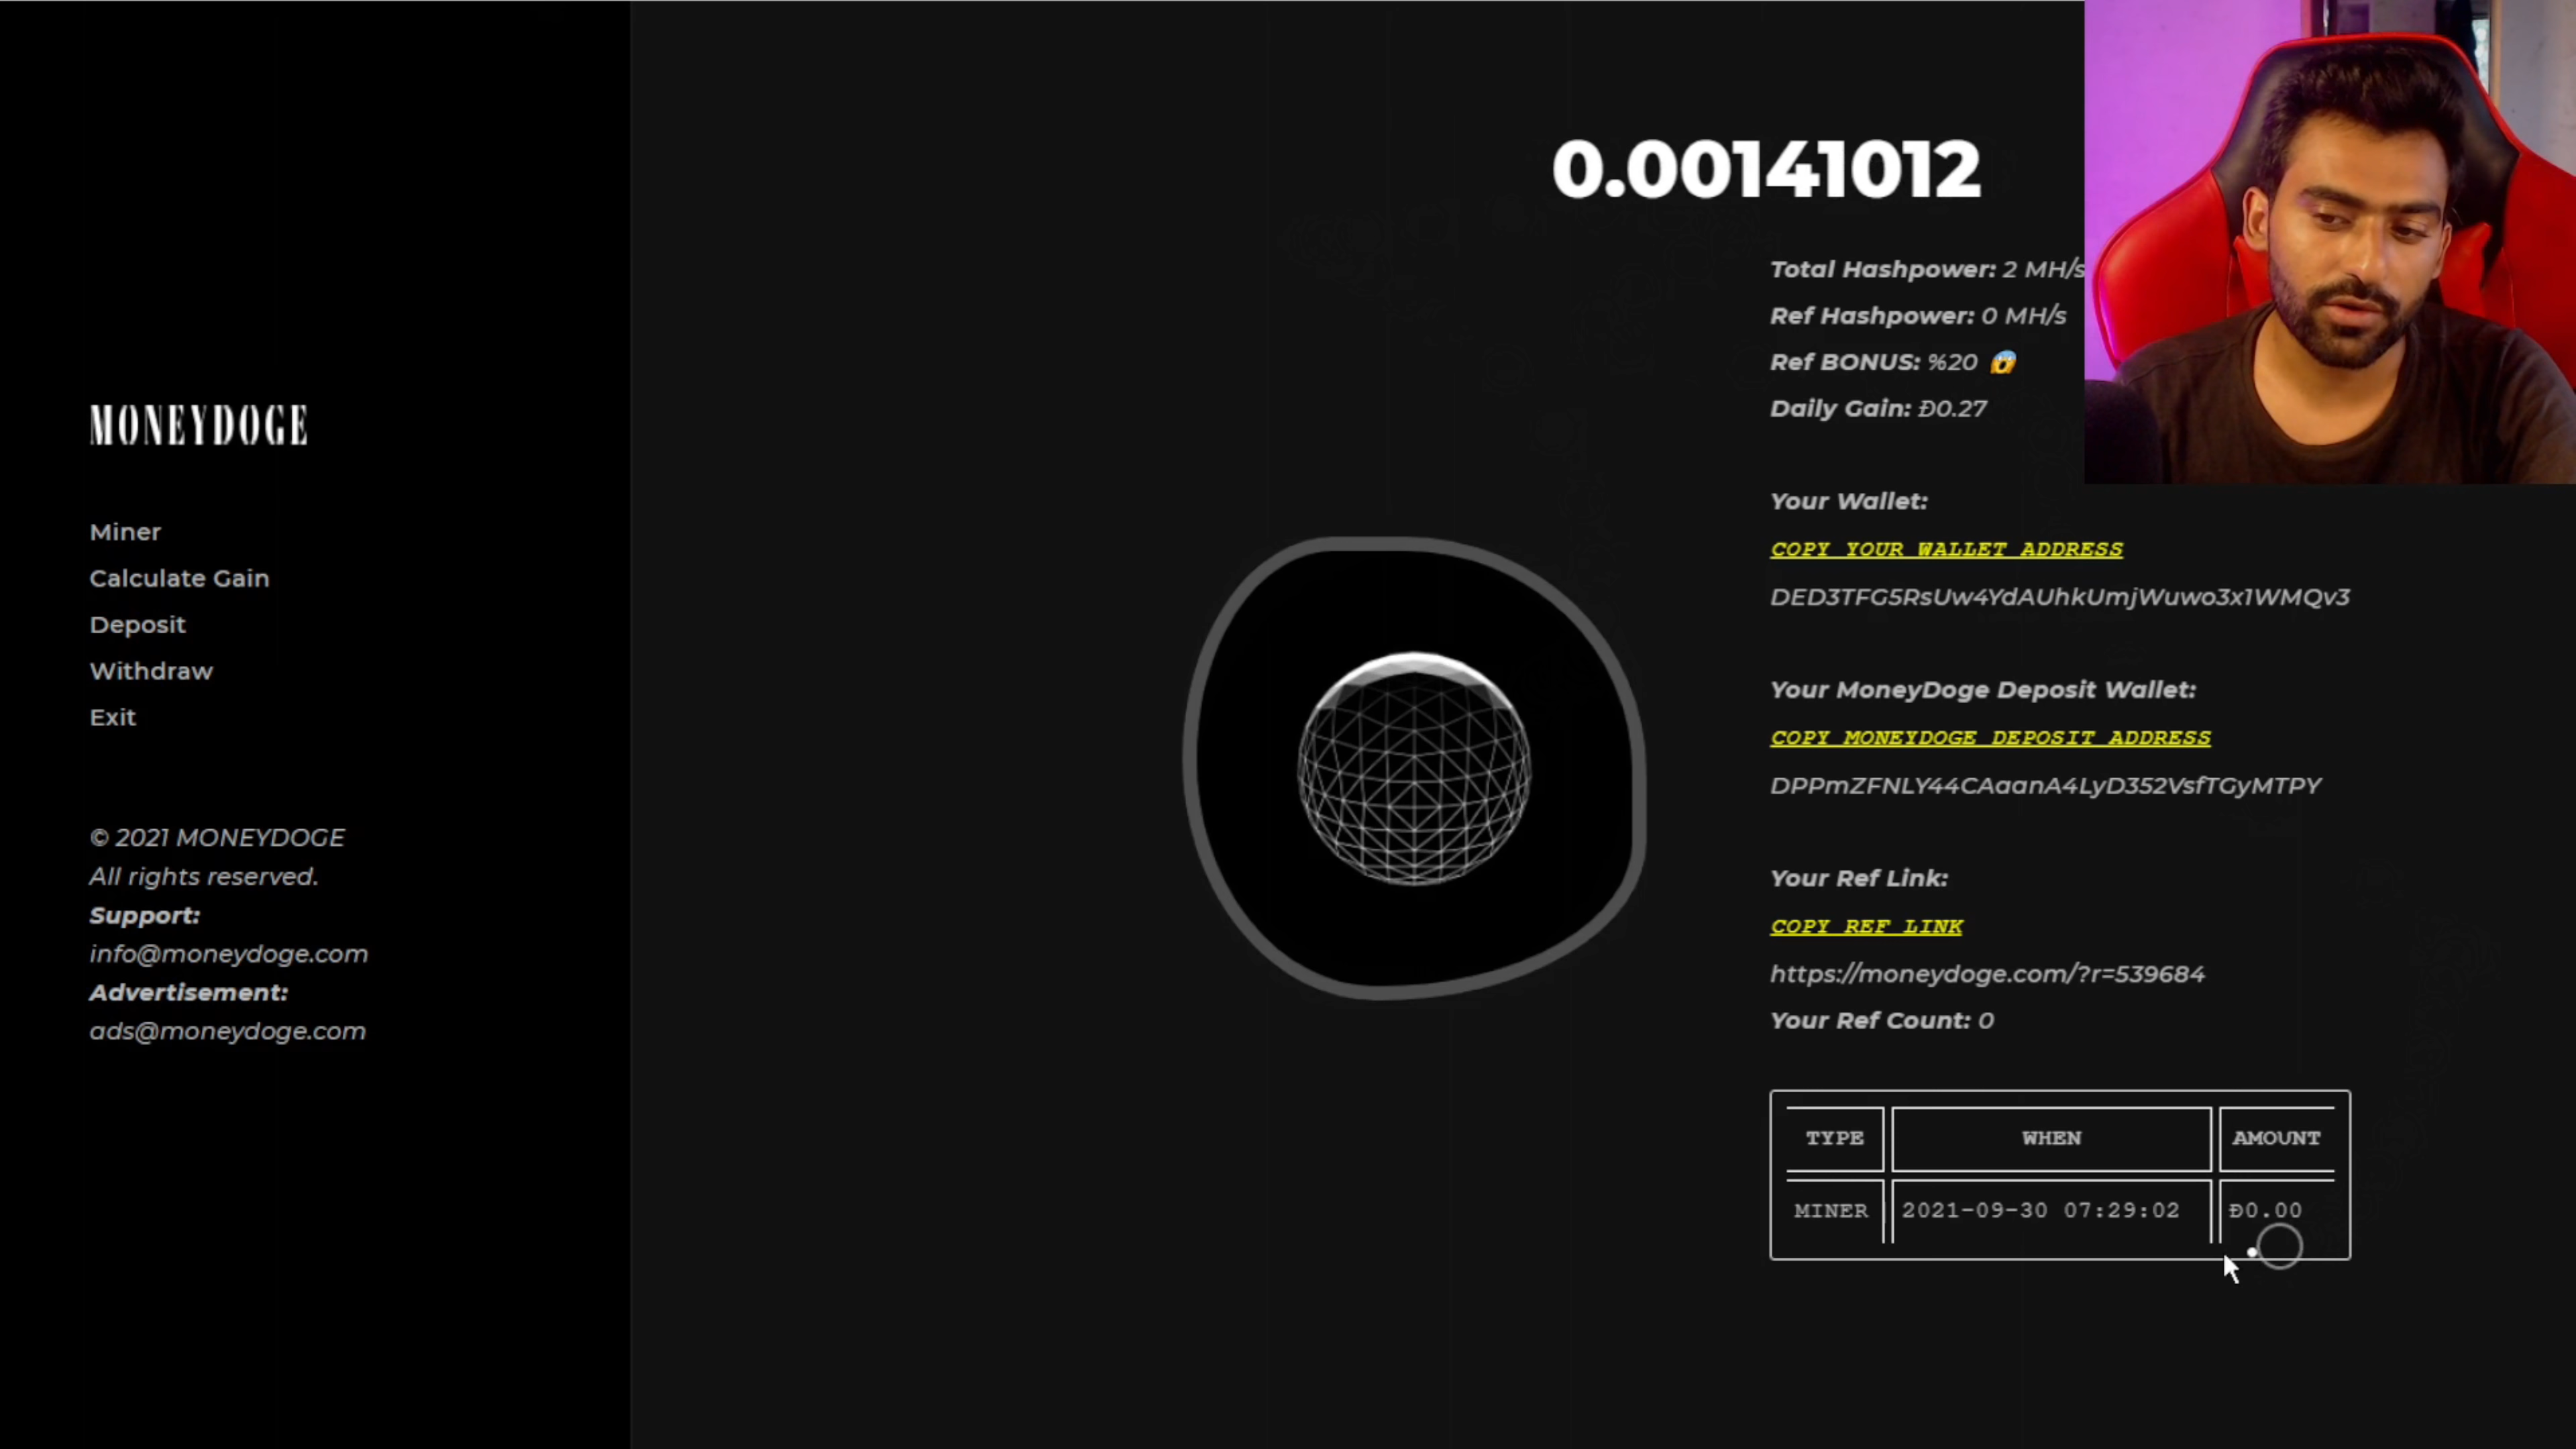 MONEYDOGE
Miner
Calculate Gain
Deposit
Withdraw
Exit
© 2021 MONEYDOGE
All rights reserved.
Support:
info@moneydoge.com
Advertisement:
ads@moneydoge.com
0.00141012
Total Hashpower: 2 MH/s
Ref Hashpower: 0 MH/s
Ref BONUS: %20 😱
Daily Gain: Ð0.27
Your Wallet:
COPY YOUR WALLET ADDRESS
DED3TFG5RsUw4YdAUhkUmjWuwo3x1WMQv3
Your MoneyDoge Deposit Wallet:
COPY MONEYDOGE DEPOSIT ADDRESS
DPPmZFNLY44CAaanA4LyD352VsfTGyMTPY
Your Ref Link:
COPY REF LINK
https://moneydoge.com/?r=539684
Your Ref Count: 0
TYPE WHEN AMOUNT
MINER 2021-09-30 07:29:02 Ð0.00